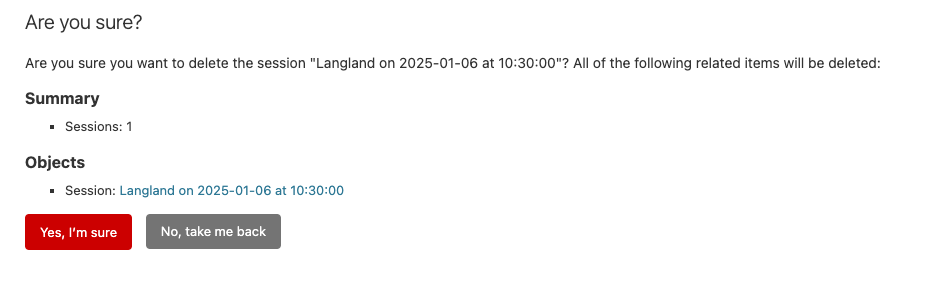 Are you sure?
Are you sure you want to delete the session "Langland on 2025-01-06 at 10:30:00"? All of the following related items will be deleted:
Summary
Sessions: 1
Objects
Session: Langland on 2025-01-06 at 10:30:00
Yes, I'm sure
No, take me back